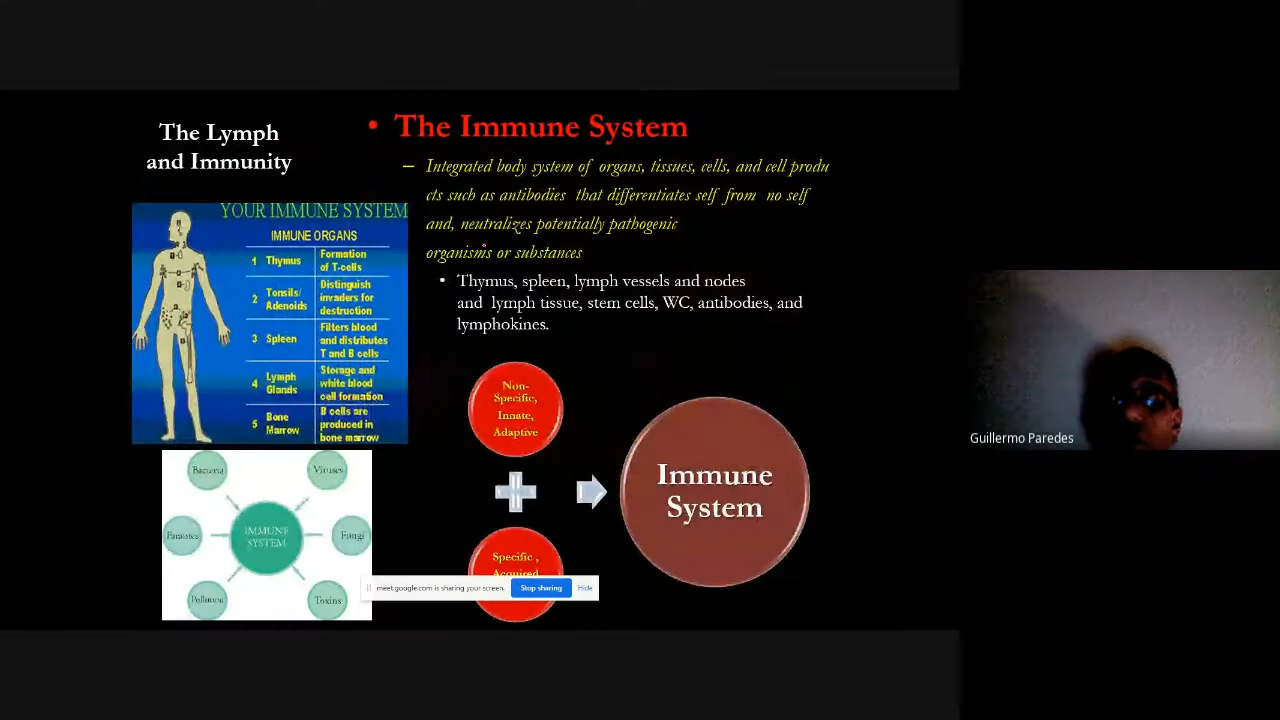 The Lymph
and Immunity
• The Immune System
– Integrated body system of organs, tissues, cells, and cell produ
cts such as antibodies that differentiates self from no self
and, neutralizes potentially pathogenic
organisms or substances
• Thymus, spleen, lymph vessels and nodes
and lymph tissue, stem cells, WC, antibodies, and
lymphokines.
YOUR IMMUNE SYSTEM
IMMUNE ORGANS
1 Thymus
Formation
of T-cells
2 Tonsils/
Adenoids
Distinguish
invaders for
destruction
3 Spleen
Filters blood
and distributes
T and B cells
4 Lymph
Glands
Storage and
white blood
cell formation
5 Bone
Marrow
B cells are
produced in
bone marrow
Bacteria
Viruses
Parasites
IMMUNE
SYSTEM
Fungi
Toxins
Non-
Specific,
Innate,
Adaptive
Immune
System
Specific ,
Acquired
meet.google.com is sharing your screen.
Stop sharing
Hide
Guillermo Paredes